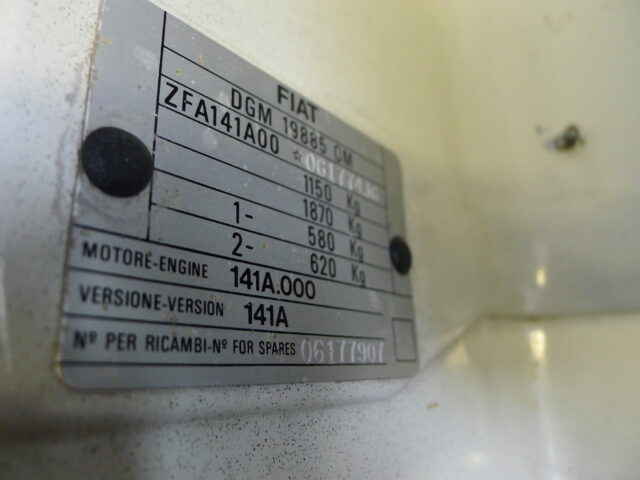 FIAT
DGM 19885 OM
ZFA141A00
1150 Kg
1- 1870 Kg
2- 580 Kg
620 Kg
MOTORE-ENGINE 141A.000
VERSIONE-VERSION 141A
Nº PER RICAMBI-Nº FOR SPARES 06177907